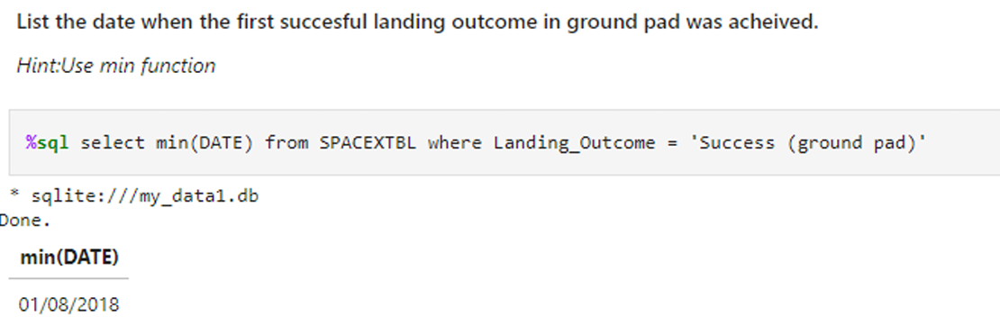 List the date when the first succesful landing outcome in ground pad was acheived.
Hint:Use min function
%sql select min(DATE) from SPACEXTBL where Landing_Outcome = 'Success (ground pad)'
* sqlite:///my_data1.db
Done.
min(DATE)
01/08/2018